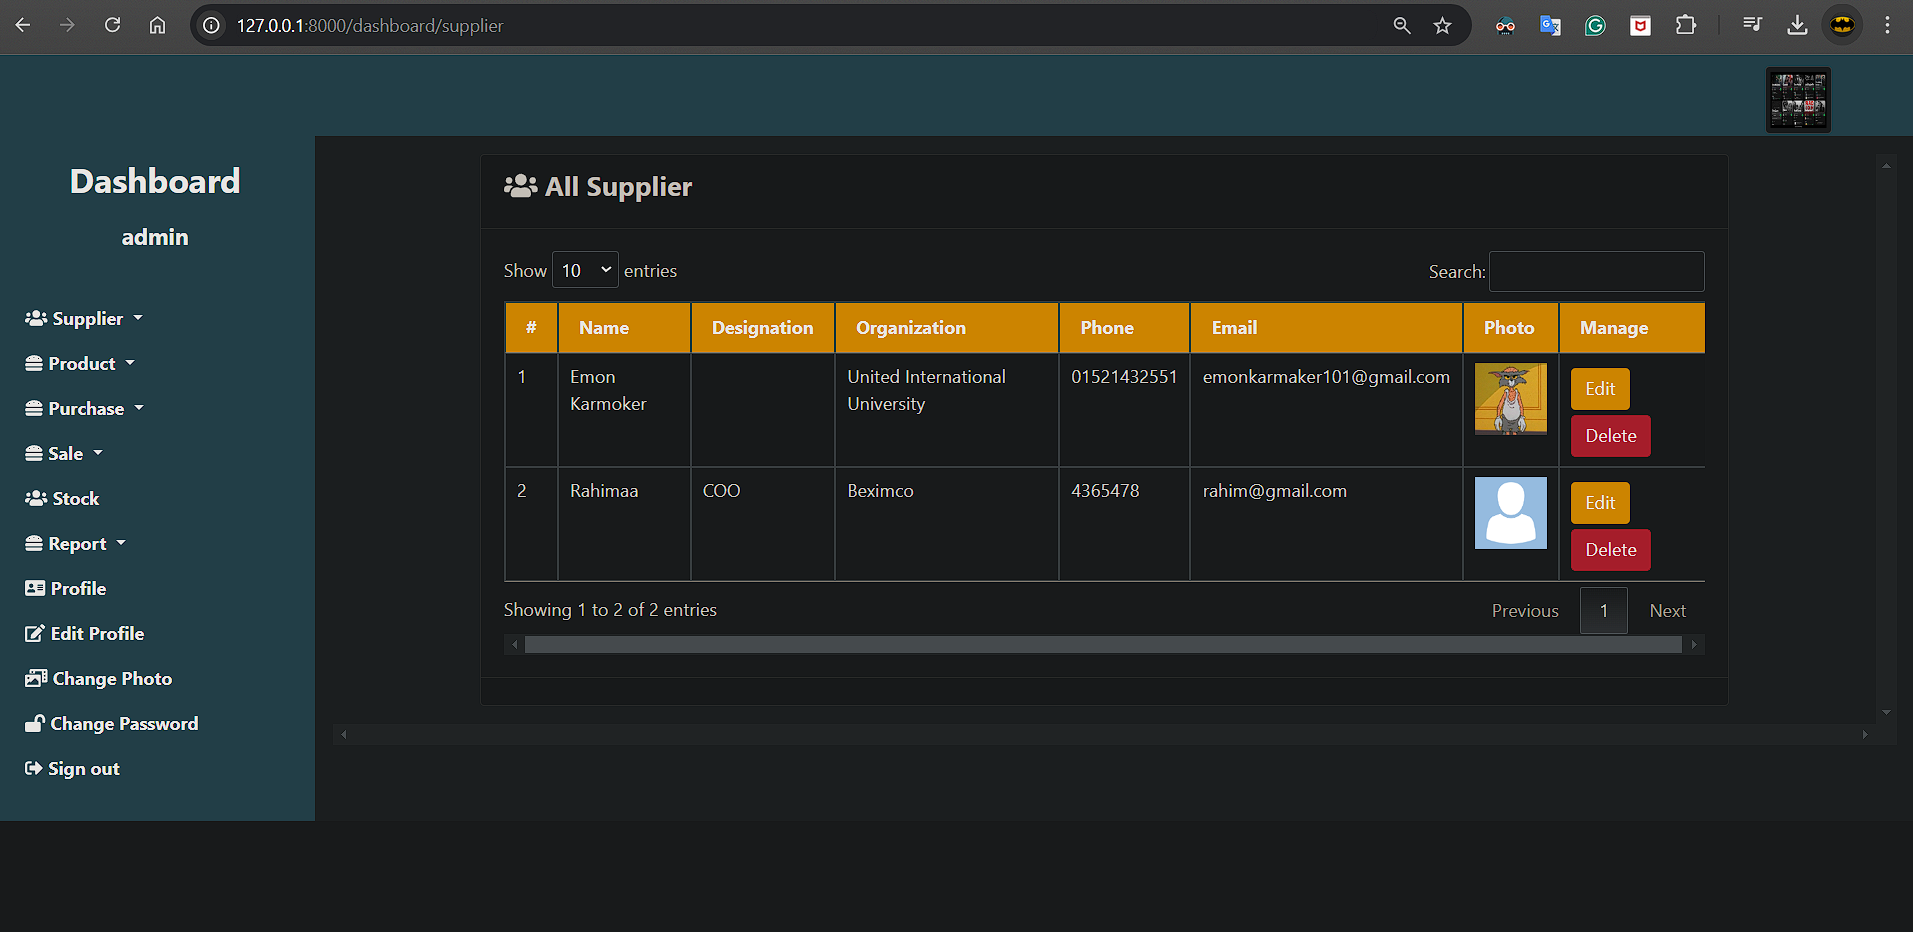 127.0.0.1:8000/dashboard/supplier
Dashboard
admin
Supplier
Product
Purchase
Sale
Stock
Report
Profile
Edit Profile
Change Photo
Change Password
Sign out
All Supplier
Show 10 entries
Search:
# Name Designation Organization Phone Email Photo Manage
1 Emon Karmoker United International University 01521432551 emonkarmaker101@gmail.com Edit Delete
2 Rahimaa COO Beximco 4365478 rahim@gmail.com Edit Delete
Showing 1 to 2 of 2 entries
Previous 1 Next